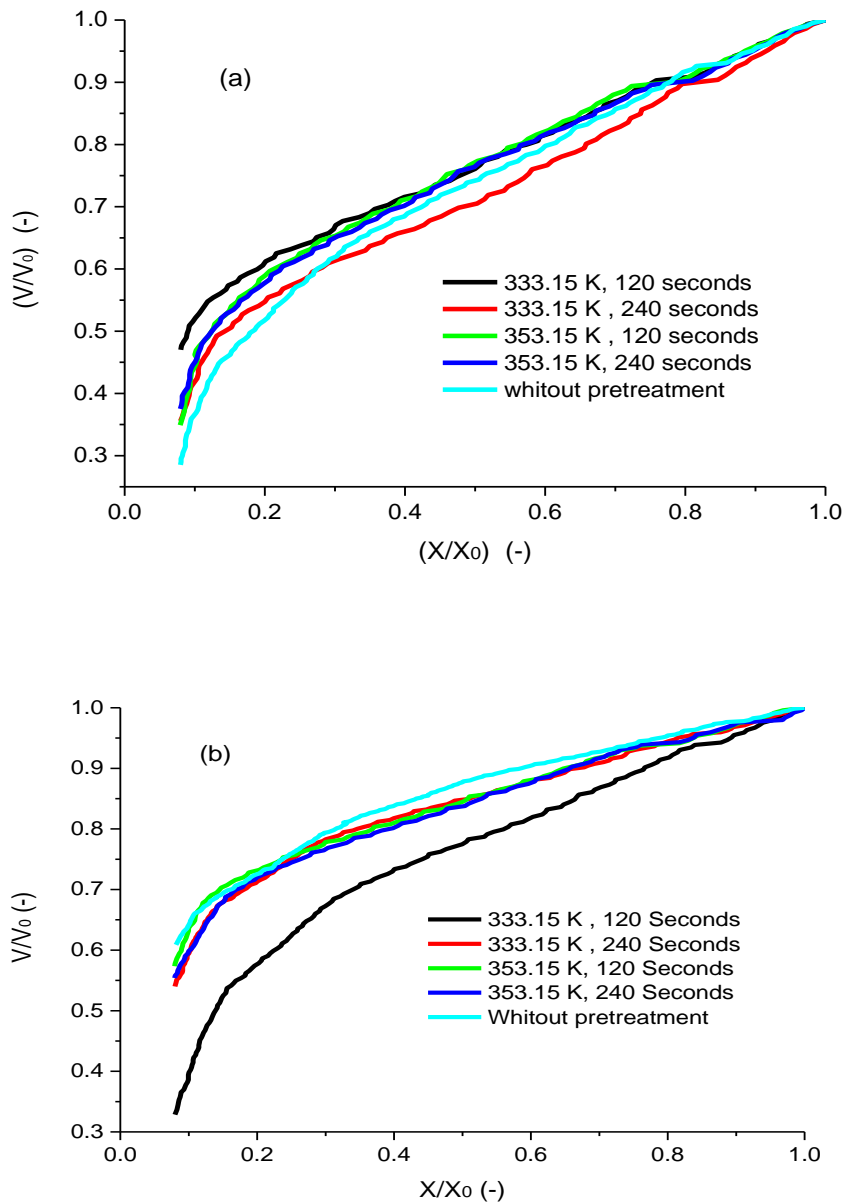 1.0
(a)
0.9
0.8
0.7
(V/V0) (-)
0.6
333.15 K, 120 seconds
333.15 K , 240 seconds
0.5
353.15 K , 120 seconds
353.15 K, 240 seconds
0.4
whitout pretreatment
0.3
0.0 0.2 0.4 0.6 0.8 1.0
(X/X0) (-)
1.0
(b)
0.9
0.8
V/V0 (-)
0.7
333.15 K , 120 Seconds
0.6
333.15 K , 240 Seconds
353.15 K, 120 Seconds
0.5
353.15 K, 240 Seconds
Whitout pretreatment
0.4
0.3
0.0 0.2 0.4 0.6 0.8 1.0
X/X0 (-)